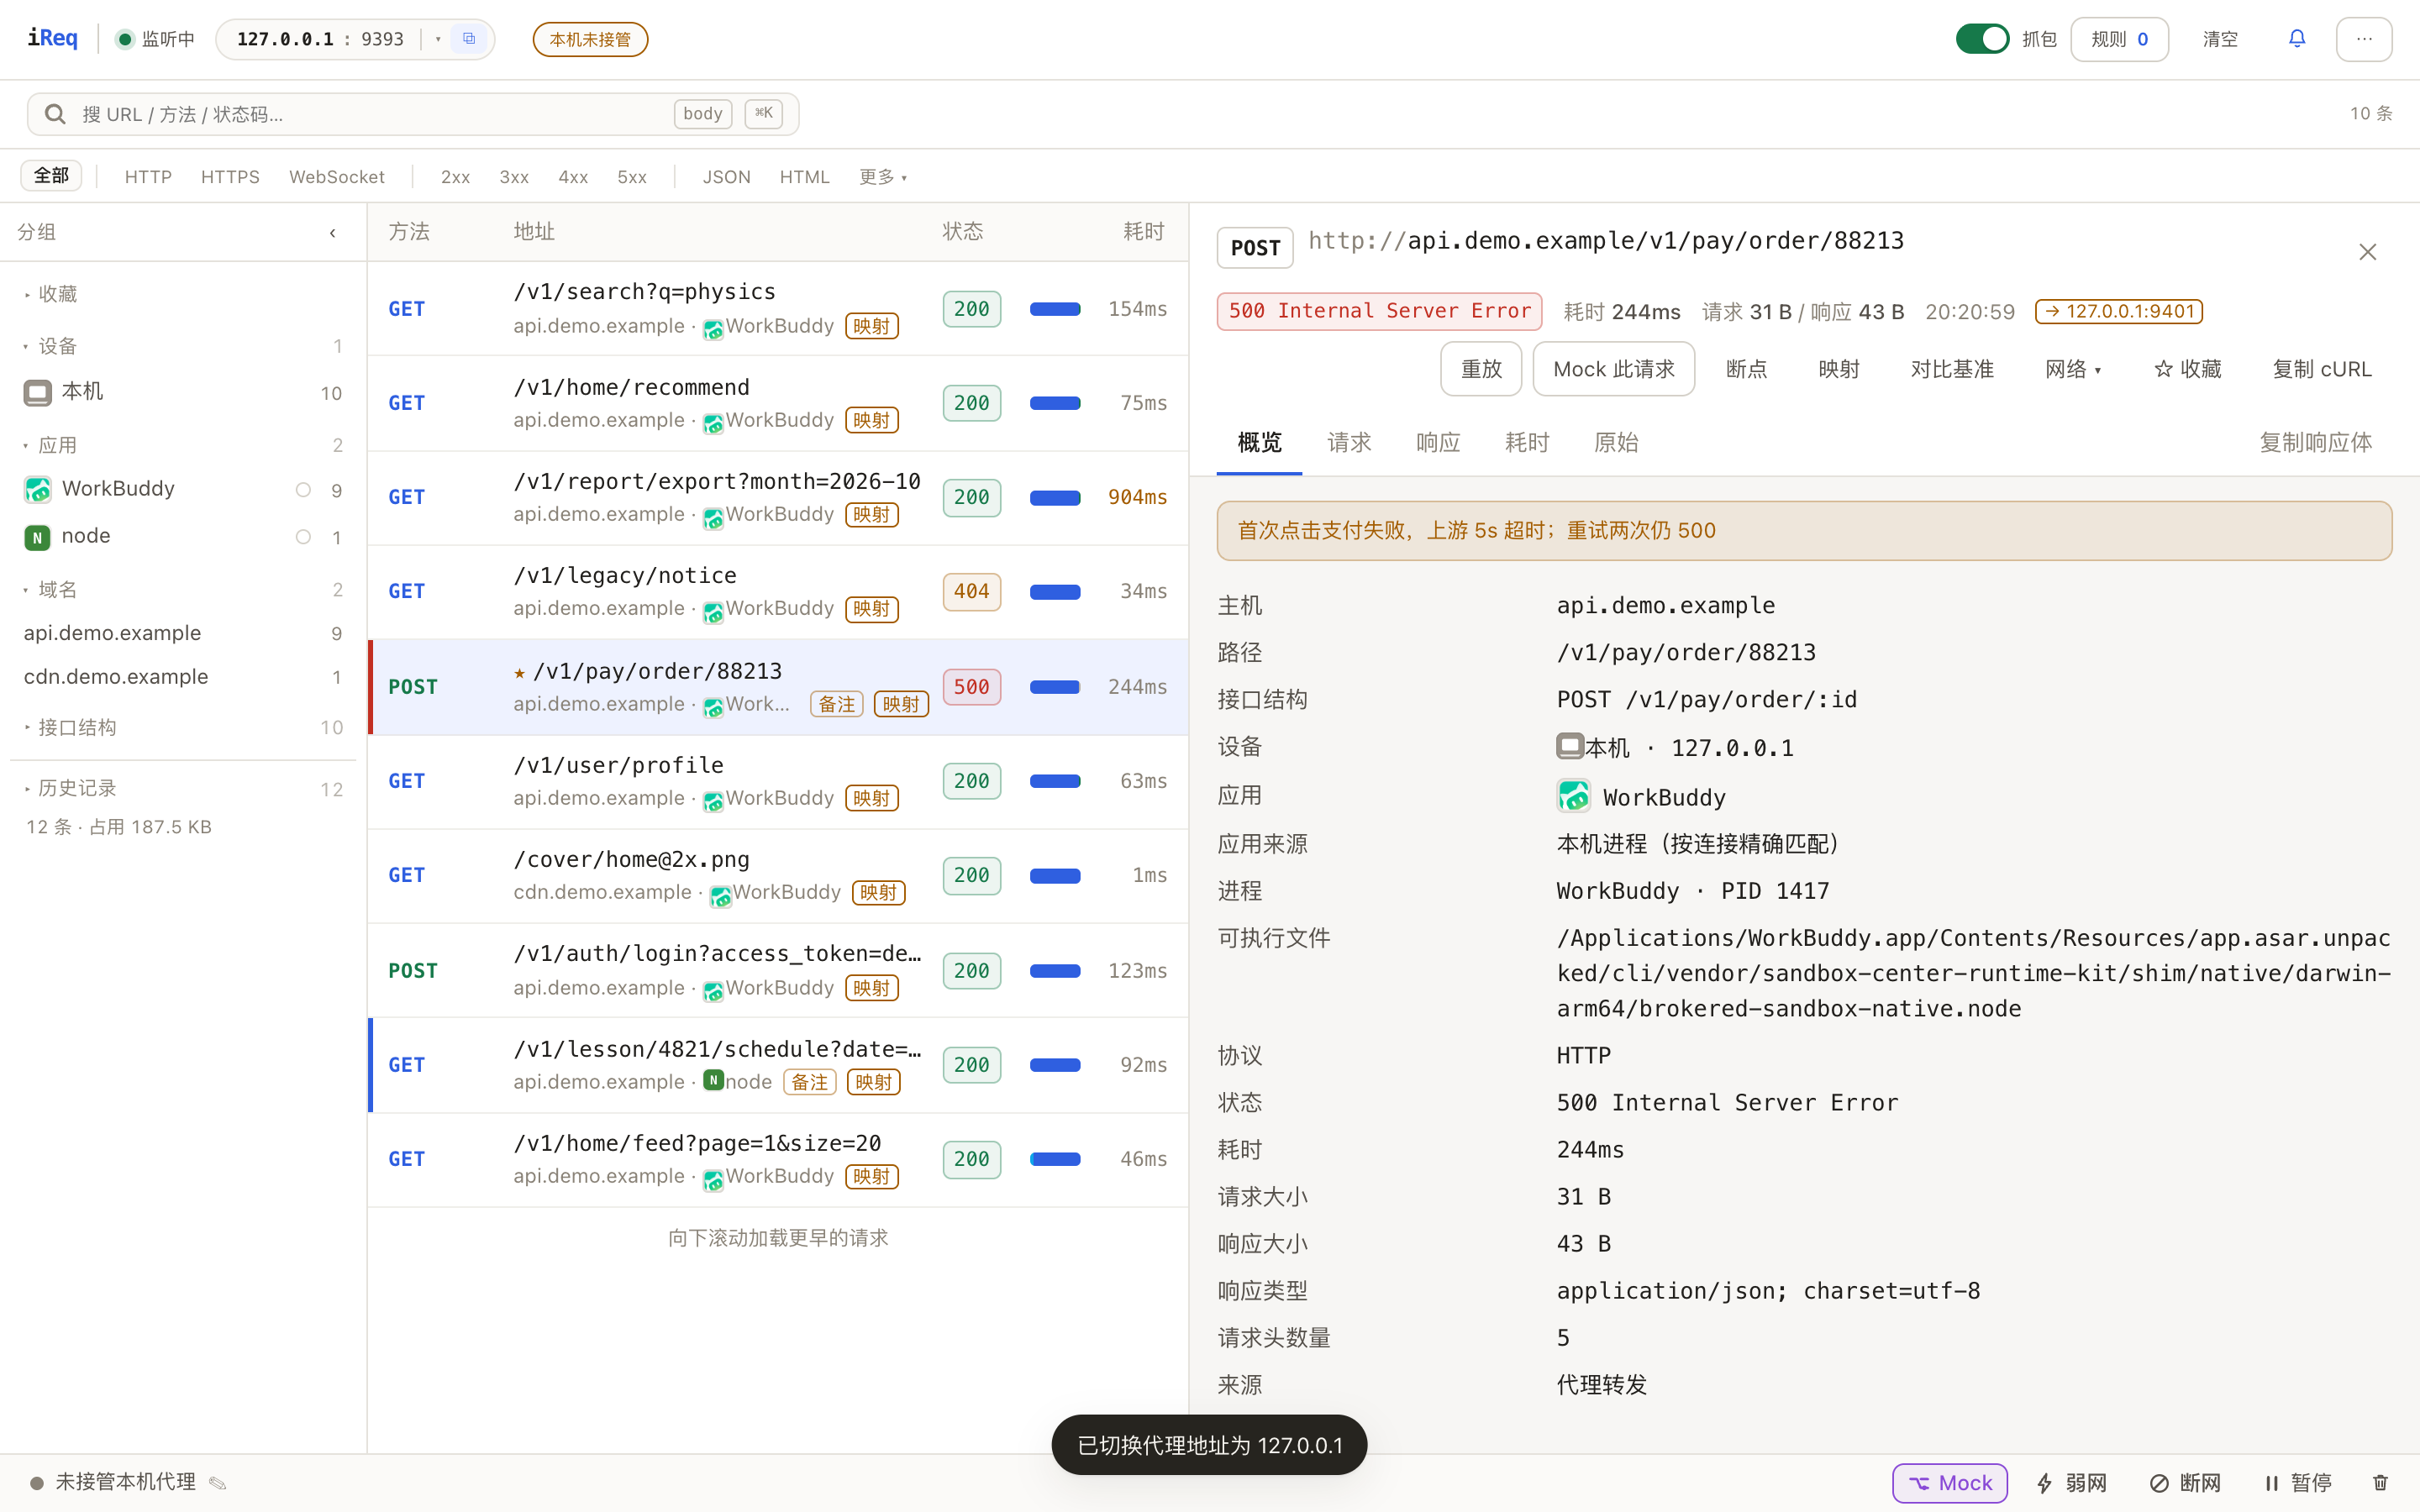 iReq 监听中 127.0.0.1 : 9393 ▾ 本机未接管 抓包 规则 0 清空 ···
搜 URL / 方法 / 状态码... body ⌘K 10 条
全部 HTTP HTTPS WebSocket 2xx 3xx 4xx 5xx JSON HTML 更多 ▾
分组 ‹
收藏
设备 1
本机 10
应用 2
WorkBuddy 9
N node 1
域名 2
api.demo.example 9
cdn.demo.example 1
接口结构 10
历史记录 12
12 条 · 占用 187.5 KB
方法 地址 状态 耗时
GET /v1/search?q=physics 200 154ms
api.demo.example · WorkBuddy 映射
GET /v1/home/recommend 200 75ms
api.demo.example · WorkBuddy 映射
GET /v1/report/export?month=2026-10 200 904ms
api.demo.example · WorkBuddy 映射
GET /v1/legacy/notice 404 34ms
api.demo.example · WorkBuddy 映射
POST ★ /v1/pay/order/88213 500 244ms
api.demo.example · Work... 备注 映射
GET /v1/user/profile 200 63ms
api.demo.example · WorkBuddy 映射
GET /cover/home@2x.png 200 1ms
cdn.demo.example · WorkBuddy 映射
POST /v1/auth/login?access_token=de… 200 123ms
api.demo.example · WorkBuddy 映射
GET /v1/lesson/4821/schedule?date=… 200 92ms
api.demo.example · N node 备注 映射
GET /v1/home/feed?page=1&size=20 200 46ms
api.demo.example · WorkBuddy 映射
向下滚动加载更早的请求
POST http://api.demo.example/v1/pay/order/88213
500 Internal Server Error 耗时 244ms 请求 31 B / 响应 43 B 20:20:59 → 127.0.0.1:9401
重放 Mock 此请求 断点 映射 对比基准 网络 ▾ ☆ 收藏 复制 cURL
概览 请求 响应 耗时 原始 复制响应体
首次点击支付失败，上游 5s 超时；重试两次仍 500
主机 api.demo.example
路径 /v1/pay/order/88213
接口结构 POST /v1/pay/order/:id
设备 本机 · 127.0.0.1
应用 WorkBuddy
应用来源 本机进程（按连接精确匹配）
进程 WorkBuddy · PID 1417
可执行文件 /Applications/WorkBuddy.app/Contents/Resources/app.asar.unpac
ked/cli/vendor/sandbox-center-runtime-kit/shim/native/darwin-
arm64/brokered-sandbox-native.node
协议 HTTP
状态 500 Internal Server Error
耗时 244ms
请求大小 31 B
响应大小 43 B
响应类型 application/json; charset=utf-8
请求头数量 5
来源 代理转发
已切换代理地址为 127.0.0.1
未接管本机代理 Mock 弱网 断网 暂停